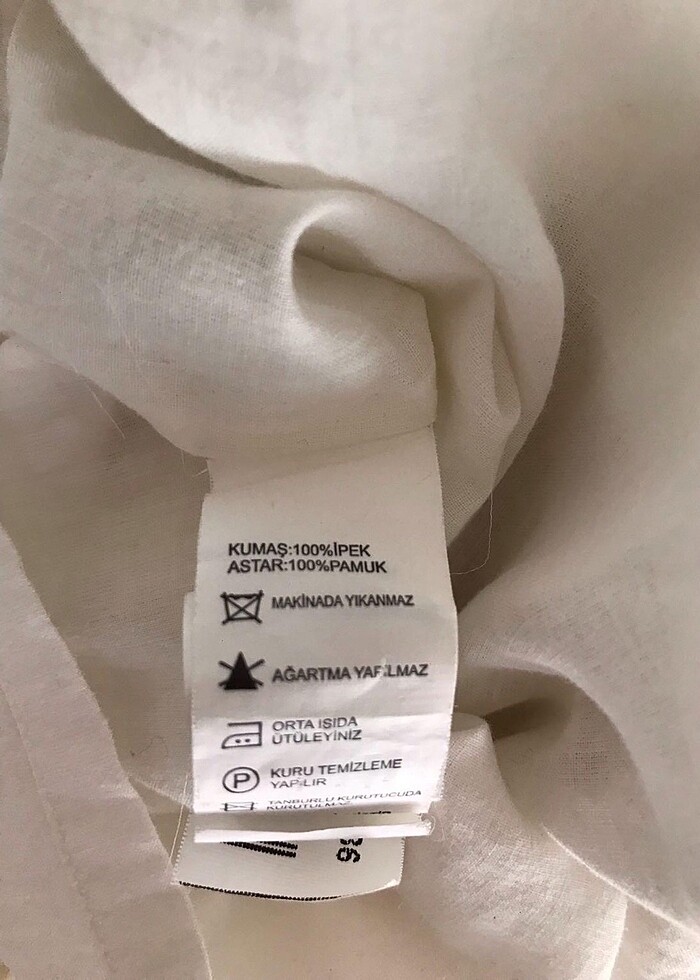 KUMAŞ:100%İPEK
ASTAR:100%PAMUK
MAKİNADA YIKANMAZ
AĞARTMA YAPILMAZ
ORTA ISIDA
ÜTÜLEYİNİZ
P
KURU TEMİZLEME
YAPILIR
TANBURLU KURUTUCUDA
KURUTULMAZ